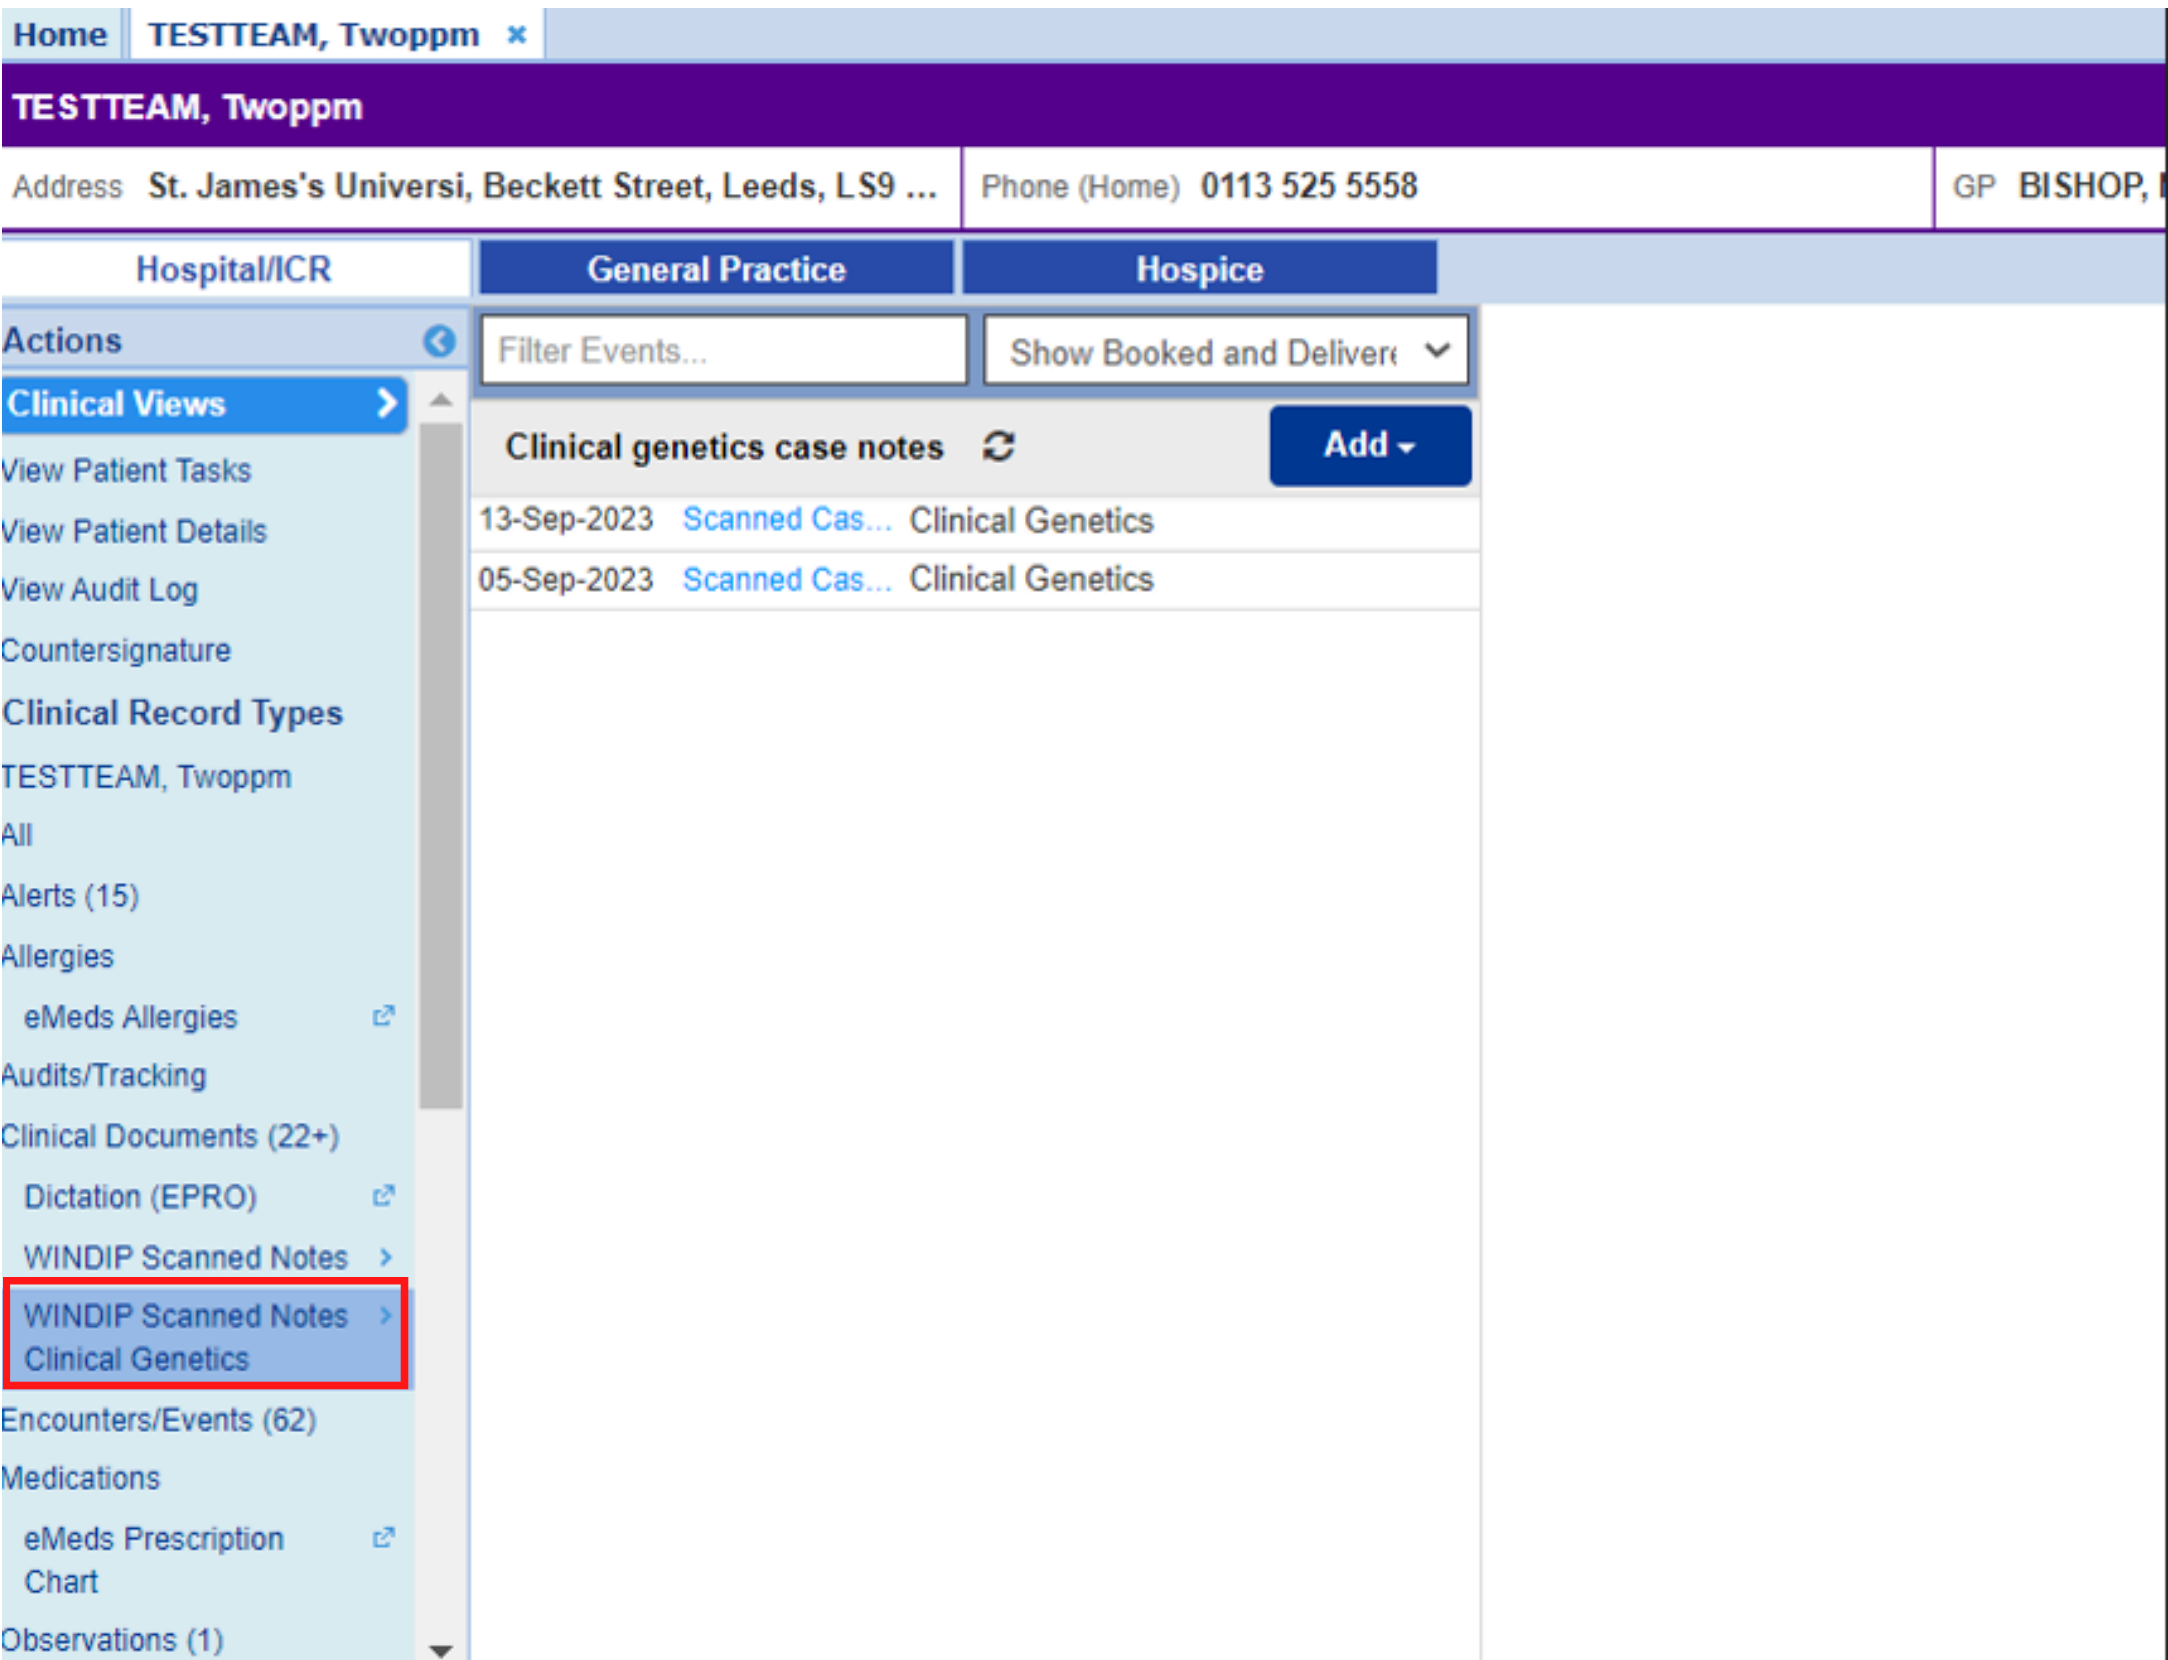 Home TESTTEAM, Twoppm
TESTTEAM, Twoppm
Address St. James's Universi, Beckett Street, Leeds, LS9 ... Phone (Home) 0113 525 5558 GP BISHOP,
Hospital/ICR General Practice Hospice
Actions
Filter Events... Show Booked and Delivere
Clinical Views
Clinical genetics case notes Add
View Patient Tasks
13-Sep-2023 Scanned Cas... Clinical Genetics
View Patient Details
05-Sep-2023 Scanned Cas... Clinical Genetics
View Audit Log
Countersignature
Clinical Record Types
TESTTEAM, Twoppm
All
Alerts (15)
Allergies
eMeds Allergies
Audits/Tracking
Clinical Documents (22+)
Dictation (EPRO)
WINDIP Scanned Notes
WINDIP Scanned Notes
Clinical Genetics
Encounters/Events (62)
Medications
eMeds Prescription
Chart
Observations (1)